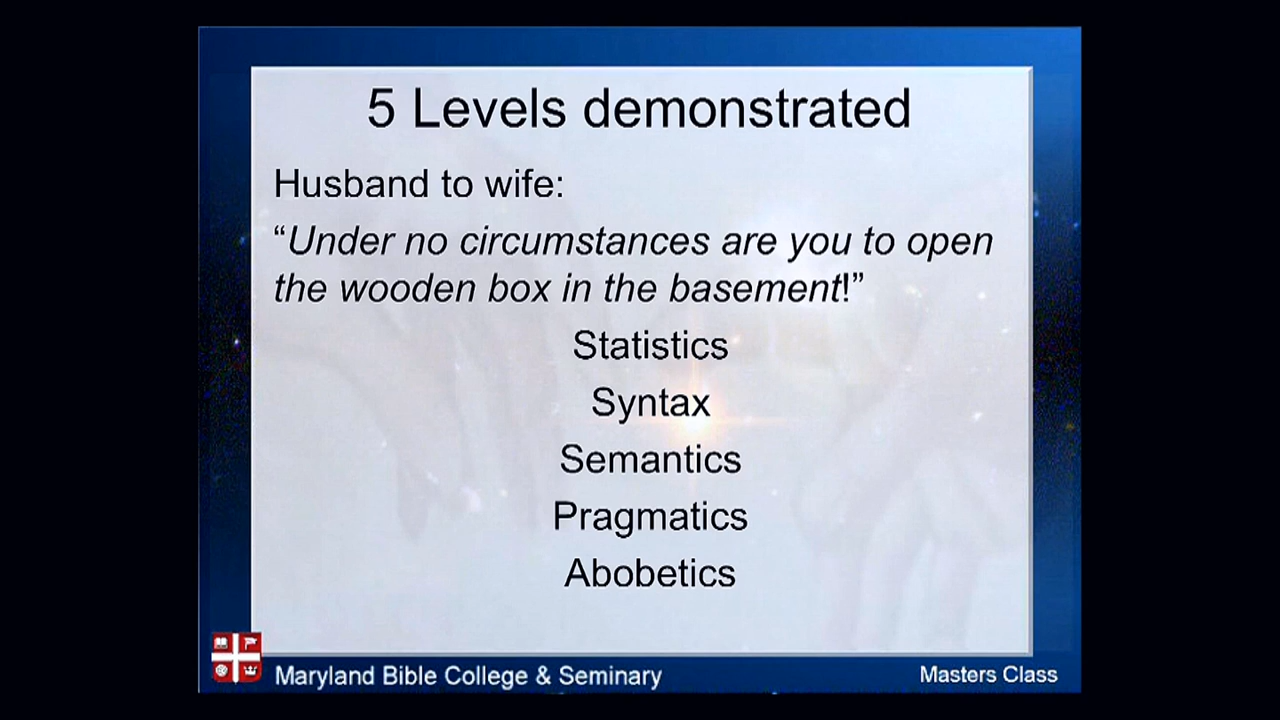 5 Levels demonstrated
Husband to wife:
“Under no circumstances are you to open
the wooden box in the basement!”
Statistics
Syntax
Semantics
Pragmatics
Abobetics
Maryland Bible College & Seminary
Masters Class